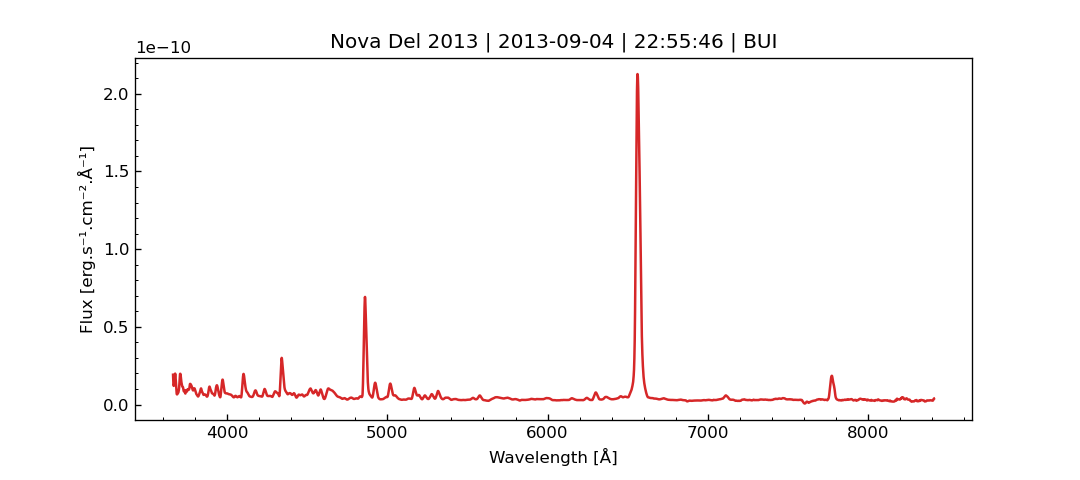 Nova Del 2013 | 2013-09-04 | 22:55:46 | BUI
1e−10
2.0
1.5
1.0
0.5
0.0
Flux [erg.s⁻¹.cm⁻².Å⁻¹]
4000 5000 6000 7000 8000
Wavelength [Å]